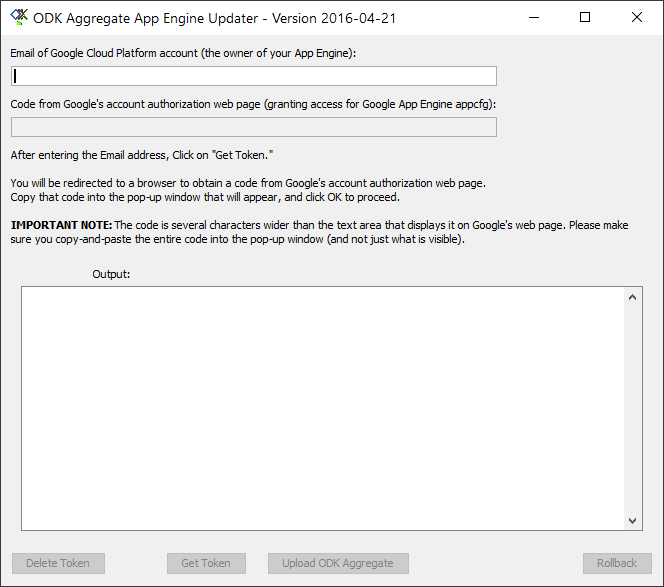 ODK Aggregate App Engine Updater - Version 2016-04-21
Email of Google Cloud Platform account (the owner of your App Engine):
Code from Google's account authorization web page (granting access for Google App Engine appcfg):
After entering the Email address, Click on "Get Token."
You will be redirected to a browser to obtain a code from Google's account authorization web page.
Copy that code into the pop-up window that will appear, and click OK to proceed.
IMPORTANT NOTE: The code is several characters wider than the text area that displays it on Google's web page. Please make
sure you copy-and-paste the entire code into the pop-up window (and not just what is visible).
Output:
Delete Token Get Token Upload ODK Aggregate Rollback